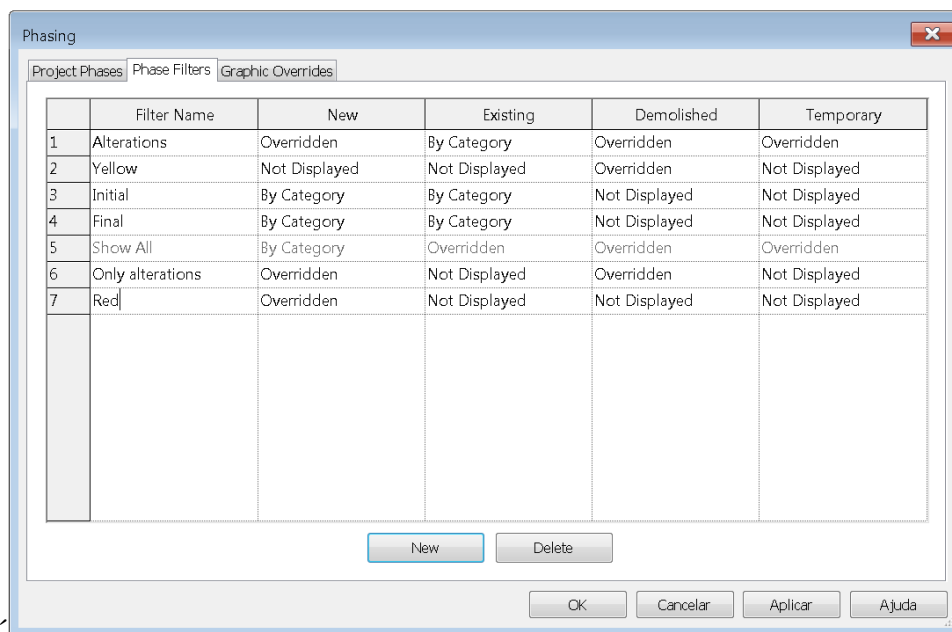 Phasing
Project Phases Phase Filters Graphic Overrides
Filter Name New Existing Demolished Temporary
1 Alterations Overridden By Category Overridden Overridden
2 Yellow Not Displayed Not Displayed Overridden Not Displayed
3 Initial By Category By Category Not Displayed Not Displayed
4 Final By Category By Category Not Displayed Not Displayed
5 Show All By Category Overridden Overridden Overridden
6 Only alterations Overridden Not Displayed Overridden Not Displayed
7 Red Overridden Not Displayed Not Displayed Not Displayed
New Delete
OK Cancelar Aplicar Ajuda